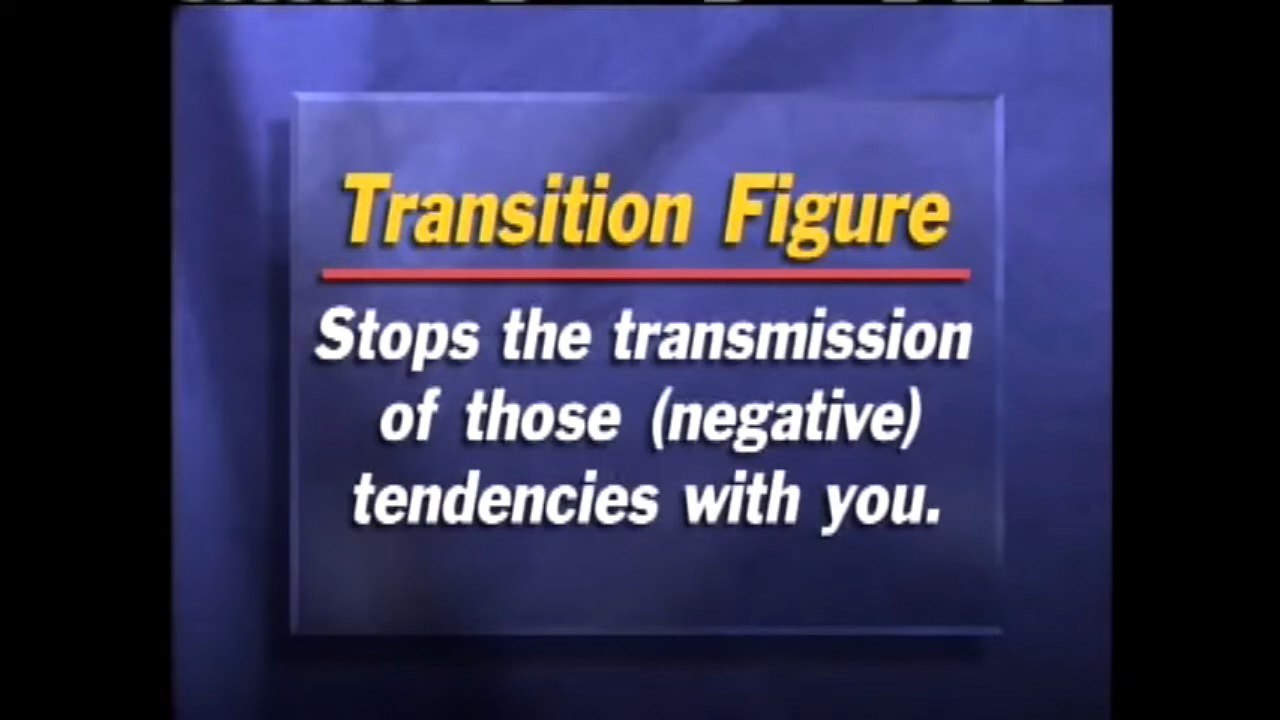 Transition Figure
Stops the transmission
of those (negative)
tendencies with you.